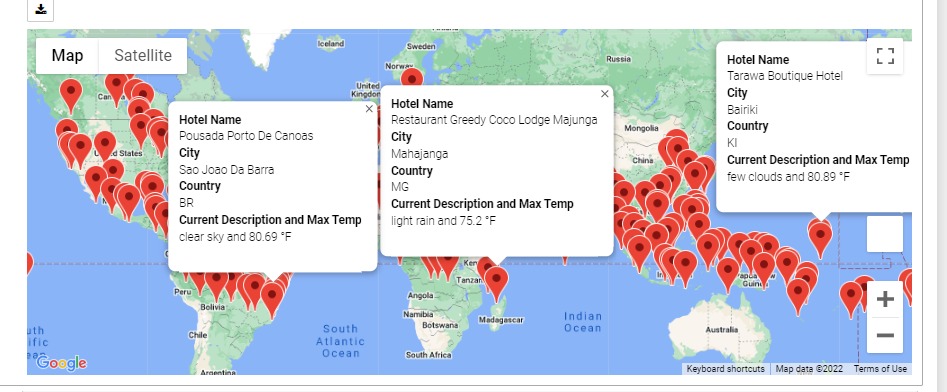 Map
Satellite
Iceland
Sweden
Norway
Russia
United
Kingdom
Hotel Name
Pousada Porto De Canoas
City
Sao Joao Da Barra
Country
BR
Current Description and Max Temp
clear sky and 80.69 °F
Hotel Name
Restaurant Greedy Coco Lodge Majunga
City
Mahajanga
Country
MG
Current Description and Max Temp
light rain and 75.2 °F
Hotel Name
Tarawa Boutique Hotel
City
Bairiki
Country
KI
Current Description and Max Temp
few clouds and 80.89 °F
Mongolia
China
Peru
Bolivia
Chile
Argentina
South
Atlantic
Ocean
Angola
Namibia
Botswana
South Africa
Madagascar
Indian
Ocean
Australia
Google
Keyboard shortcuts
Map data ©2022
Terms of Use